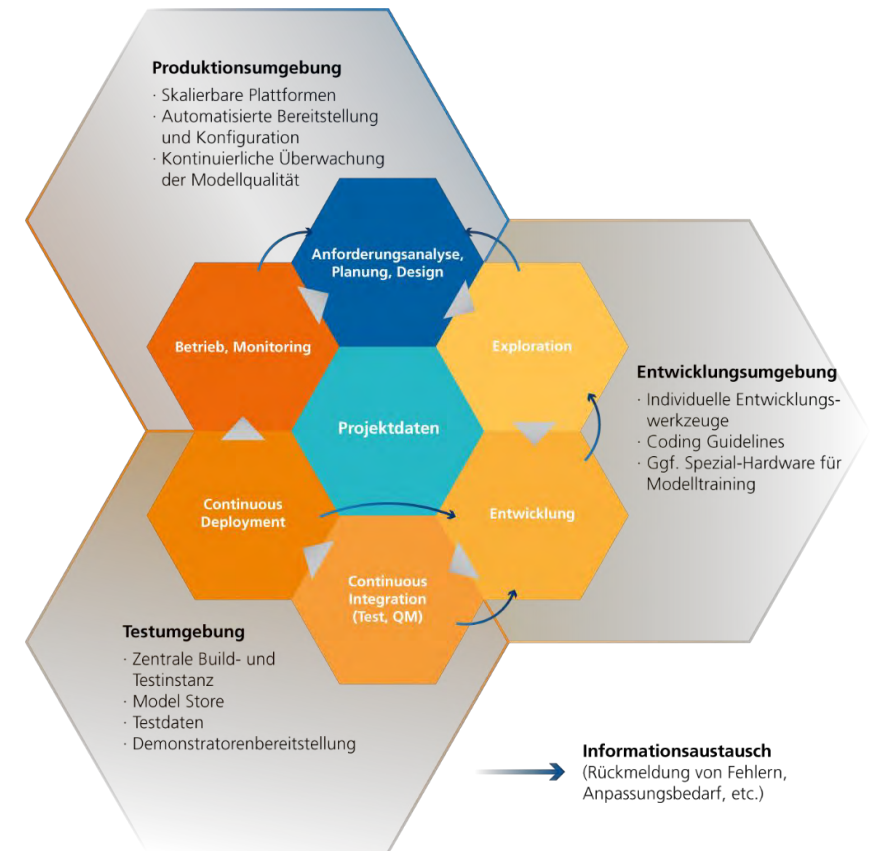 Produktionsumgebung
· Skalierbare Plattformen
· Automatisierte Bereitstellung
und Konfiguration
· Kontinuierliche Überwachung
der Modellqualität
Anforderungsanalyse,
Planung, Design
Betrieb, Monitoring
Exploration
Projektdaten
Continuous
Deployment
Entwicklung
Continuous
Integration
(Test, QM)
Entwicklungsumgebung
· Individuelle Entwicklungs-
werkzeuge
· Coding Guidelines
· Ggf. Spezial-Hardware für
Modelltraining
Testumgebung
· Zentrale Build- und
Testinstanz
· Model Store
· Testdaten
· Demonstratorenbereitstellung
Informationsaustausch
(Rückmeldung von Fehlern,
Anpassungsbedarf, etc.)